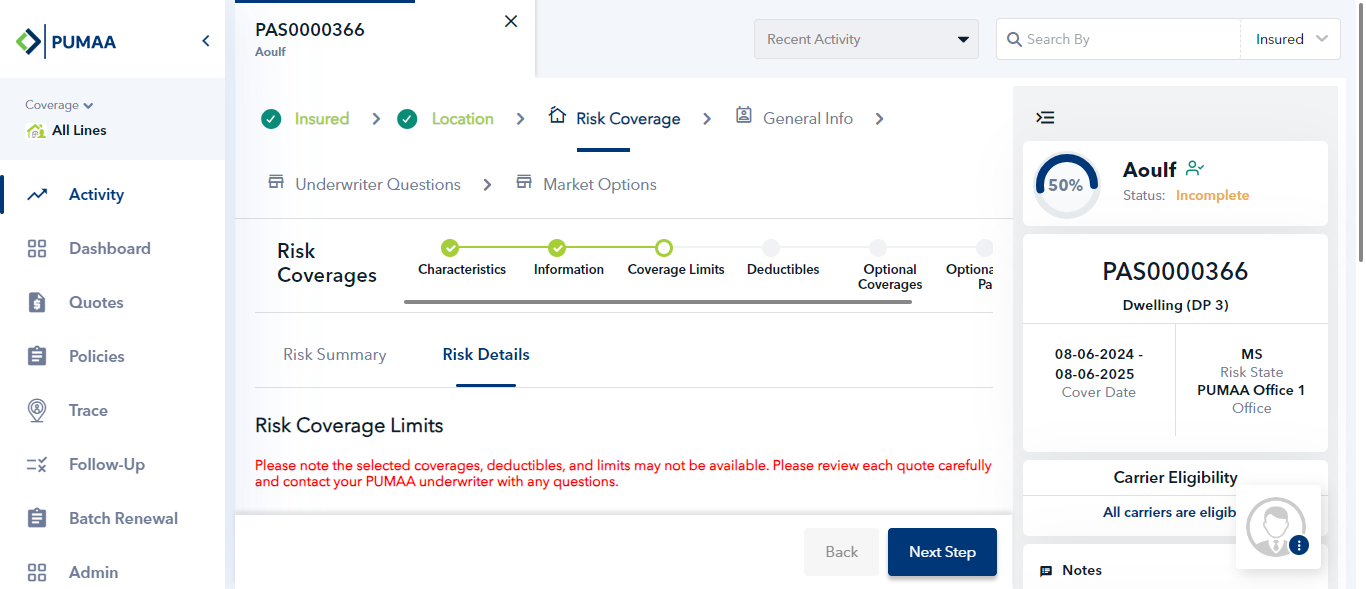 PUMAA
Coverage
All Lines
Activity
Dashboard
Quotes
Policies
Trace
Follow-Up
Batch Renewal
Admin
PAS0000366
Aoulf
Recent Activity
Search By
Insured
Insured
Location
Risk Coverage
General Info
Underwriter Questions
Market Options
Risk
Coverages
Characteristics
Information
Coverage Limits
Deductibles
Optional
Coverages
Optiona
Pa
Risk Summary
Risk Details
Risk Coverage Limits
Please note the selected coverages, deductibles, and limits may not be available. Please review each quote carefully
and contact your PUMAA underwriter with any questions.
Back
Next Step
50%
Aoulf
Status: Incomplete
PAS0000366
Dwelling (DP 3)
08-06-2024 -
08-06-2025
Cover Date
MS
Risk State
PUMAA Office 1
Office
Carrier Eligibility
All carriers are eligib
Notes